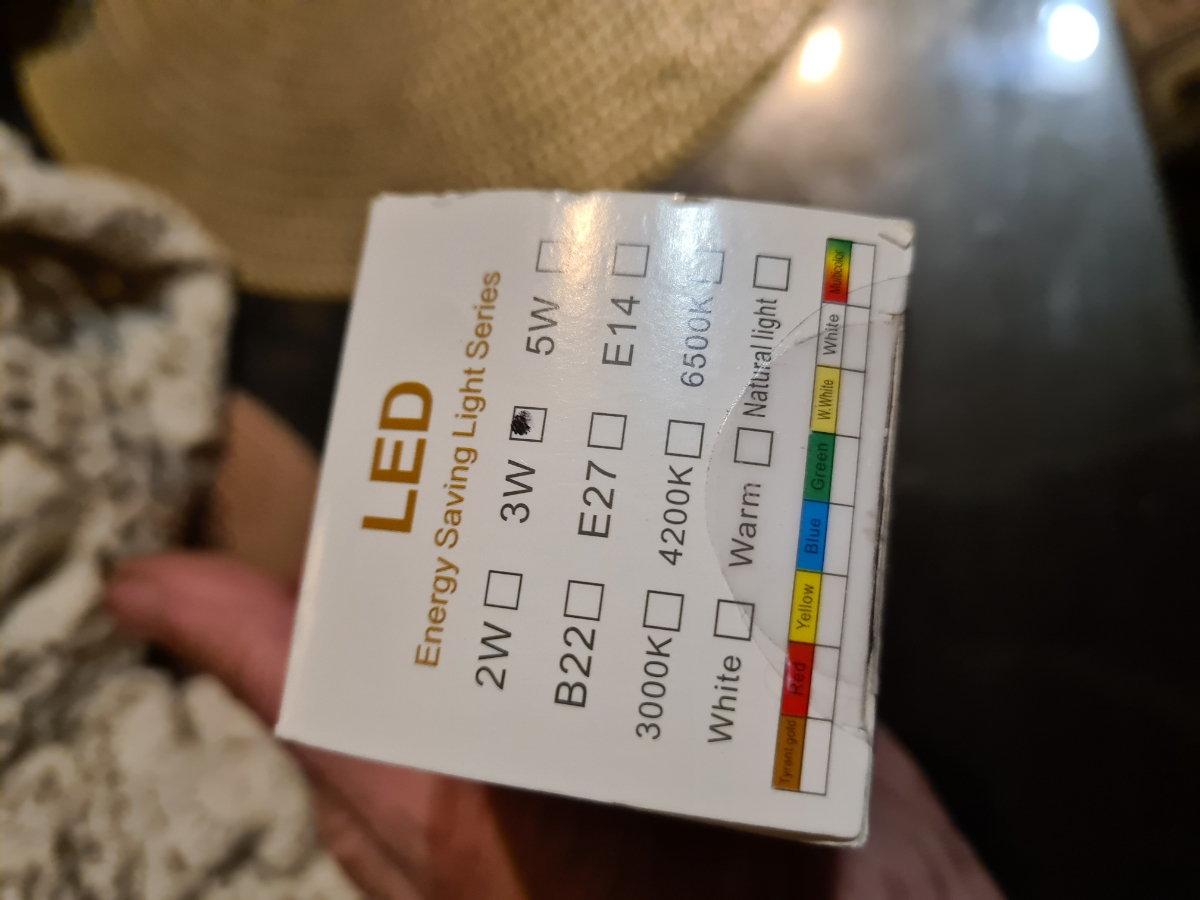 LED
Energy Saving Light Series
2W 3W 5W
B22 E27 E14
3000K 4200K 6500K
White Warm Natural light
Tyrant gold Red Yellow Blue Green W.White White Multicolor